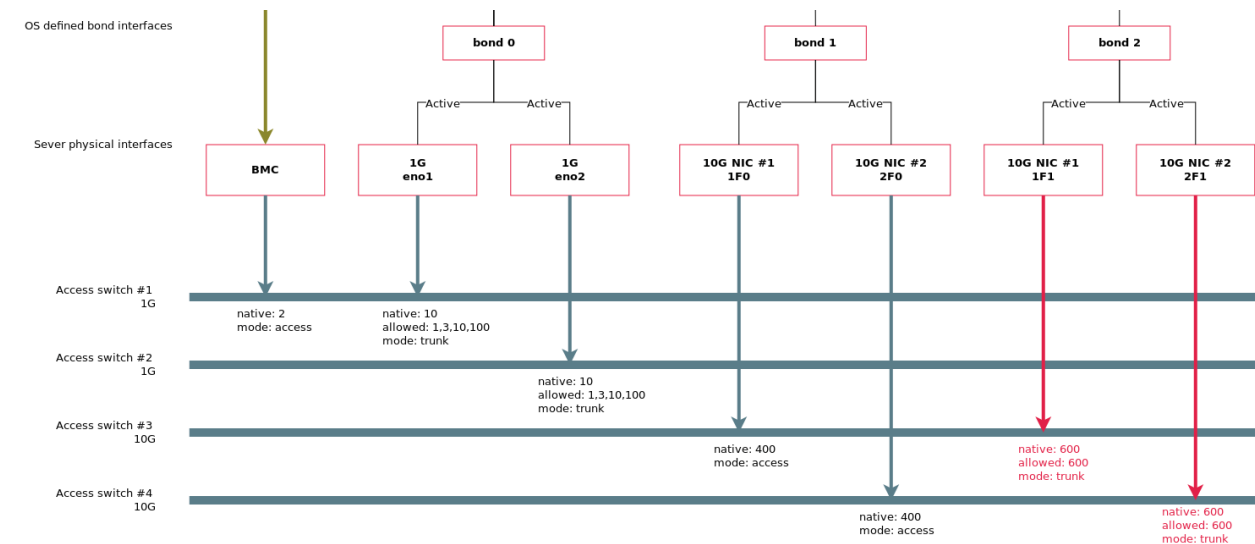 OS defined bond interfaces
bond 0
bond 1
bond 2
Active
Active
Active
Active
Active
Active
Sever physical interfaces
BMC
1G
eno1
1G
eno2
10G NIC #1
1F0
10G NIC #2
2F0
10G NIC #1
1F1
10G NIC #2
2F1
Access switch #1
1G
native: 2
mode: access
native: 10
allowed: 1,3,10,100
mode: trunk
Access switch #2
1G
native: 10
allowed: 1,3,10,100
mode: trunk
Access switch #3
10G
native: 400
mode: access
native: 600
allowed: 600
mode: trunk
Access switch #4
10G
native: 400
mode: access
native: 600
allowed: 600
mode: trunk